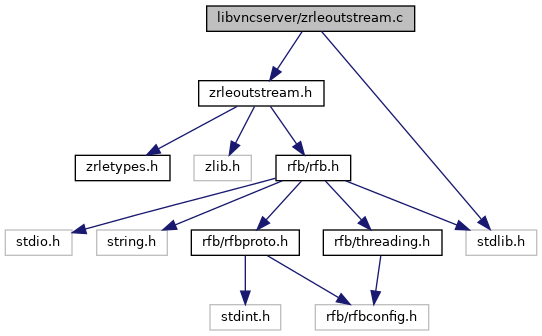 libvncserver/zrleoutstream.c
zrleoutstream.h
zrletypes.h
zlib.h
rfb/rfb.h
stdio.h
string.h
rfb/rfbproto.h
rfb/threading.h
stdlib.h
stdint.h
rfb/rfbconfig.h